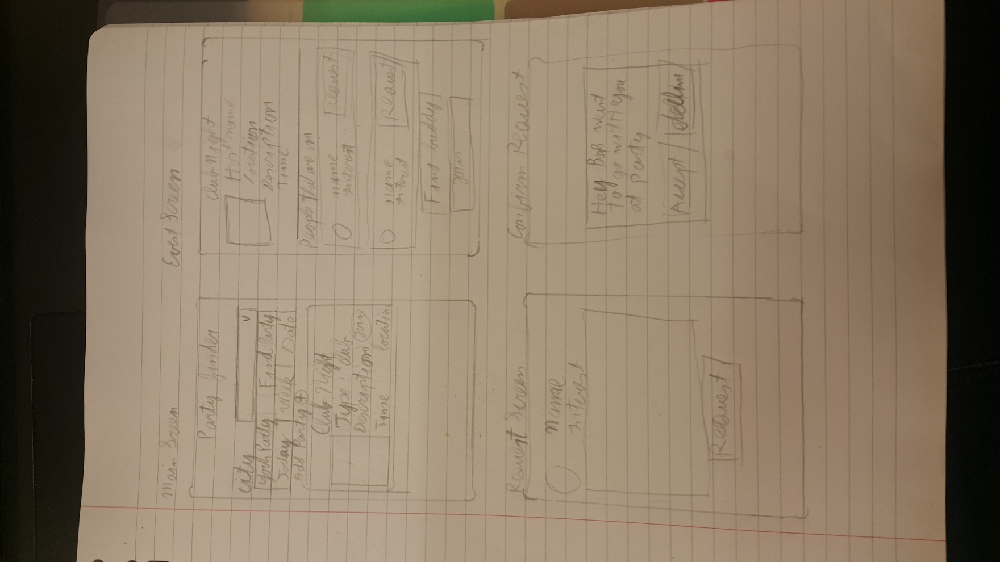 Main Screen
Party finder
City v
Your Party Find Party
Today | Week | Date
Add Party +
Club Night
Type · club
Description Join
Time location
Event Screen
club Night
Host name
Location
Description
Time
People that are in
name
interest
Request
name
interest
Request
Find buddy
Join
Request Screen
name
interest
Request
Confirm Request
Hey Bob want
to go with you
at Party
Accept / decline